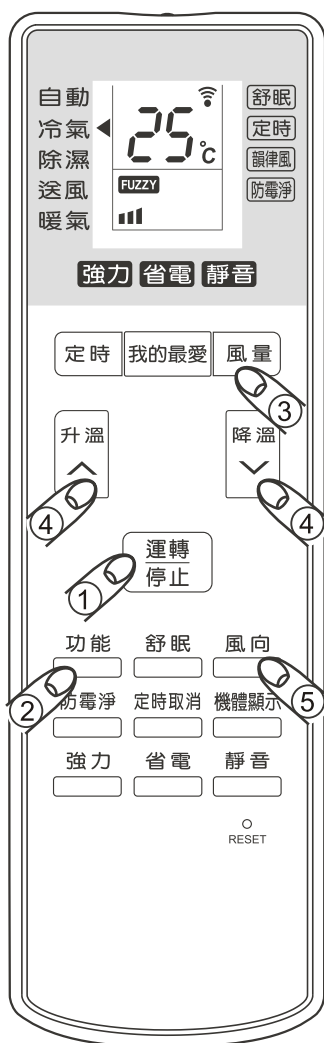 自動
冷氣
除濕
送風
暖氣
25℃
FUZZY
舒眠
定時
韻律風
防霉淨
強力 省電 靜音
定時 我的最愛 風量
③
升溫 降溫
④ ④
運轉
停止
①
功能 舒眠 風向
② ⑤
防霉淨 定時取消 機體顯示
強力 省電 靜音
RESET